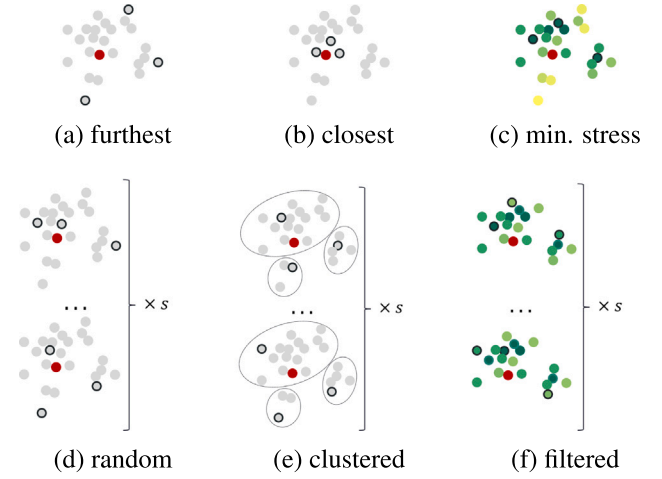 (a) furthest (b) closest (c) min. stress
... × s ... × s ... × s
(d) random (e) clustered (f) filtered